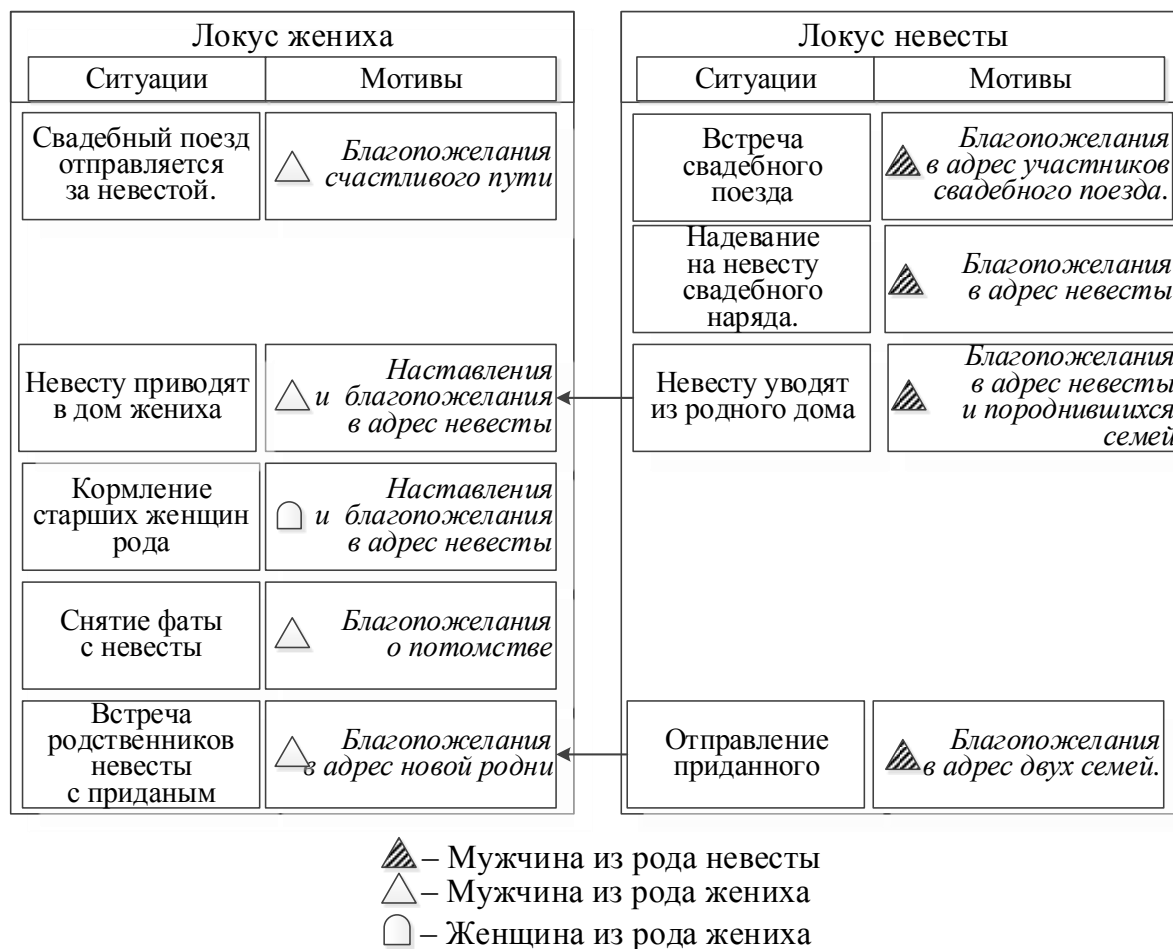 Локус жениха
Ситуации
Мотивы
Свадебный поезд
отправляется
за невестой.
Благопожелания
счастливого пути
Невесту приводят
в дом жениха
Наставления
и благопожелания
в адрес невесты
Кормление
старших женщин
рода
Наставления
и благопожелания
в адрес невесты
Снятие фаты
с невесты
Благопожелания
о потомстве
Встреча
родственников
невесты
с приданым
Благопожелания
в адрес новой родни
Локус невесты
Ситуации
Мотивы
Встреча
свадебного
поезда
Благопожелания
в адрес участников
свадебного поезда.
Надевание
на невесту
свадебного
наряда.
Благопожелания
в адрес невесты
Невесту уводят
из родного дома
Благопожелания
в адрес невесты
и породнившихся
семей
Отправление
приданного
Благопожелания
в адрес двух семей.
– Мужчина из рода невесты
– Мужчина из рода жениха
– Женщина из рода жениха